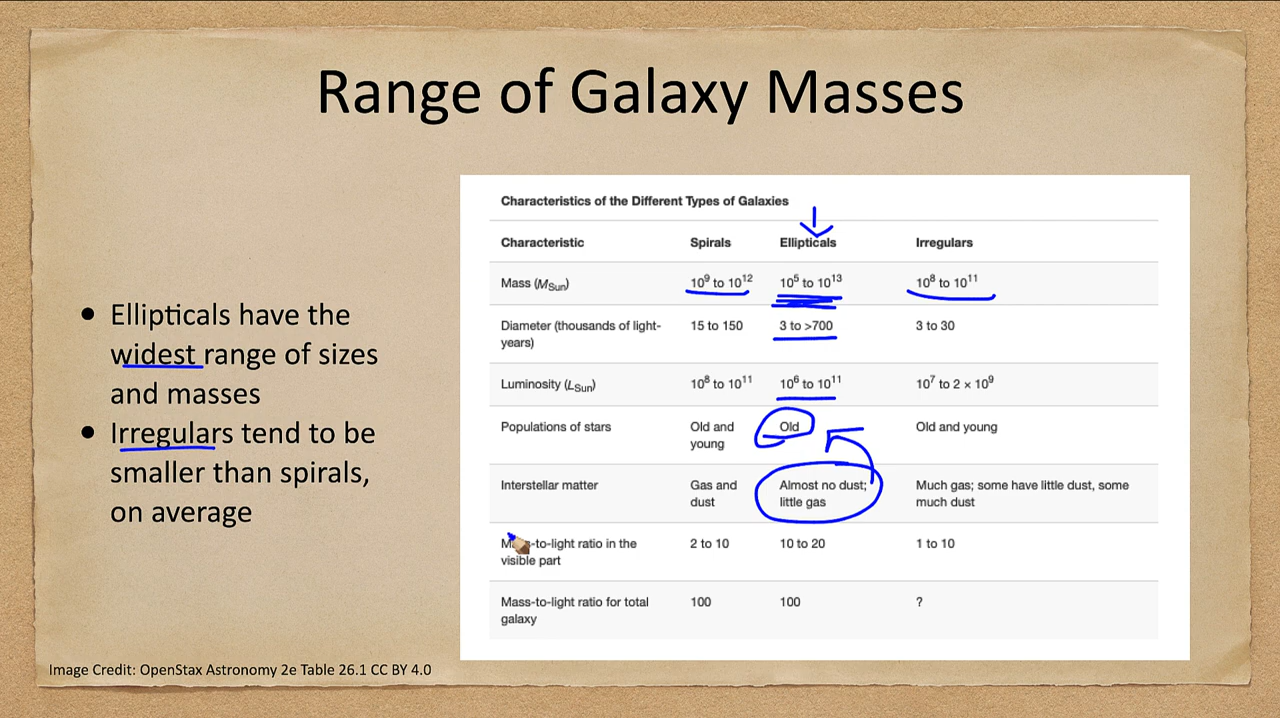 Range of Galaxy Masses
• Ellipticals have the
widest range of sizes
and masses
• Irregulars tend to be
smaller than spirals,
on average
Characteristics of the Different Types of Galaxies
Characteristic Spirals Ellipticals Irregulars
Mass (M_Sun) 10⁹ to 10¹² 10⁵ to 10¹³ 10⁸ to 10¹¹
Diameter (thousands of light- 15 to 150 3 to >700 3 to 30
years)
Luminosity (L_Sun) 10⁸ to 10¹¹ 10⁶ to 10¹¹ 10⁷ to 2 × 10⁹
Populations of stars Old and Old Old and young
young
Interstellar matter Gas and Almost no dust; Much gas; some have little dust, some
dust little gas much dust
-to-light ratio in the 2 to 10 10 to 20 1 to 10
visible part
Mass-to-light ratio for total 100 100 ?
galaxy
Image Credit: OpenStax Astronomy 2e Table 26.1 CC BY 4.0